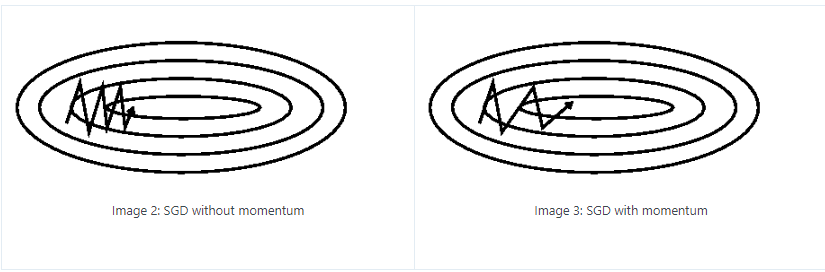 Image 2: SGD without momentum
Image 3: SGD with momentum